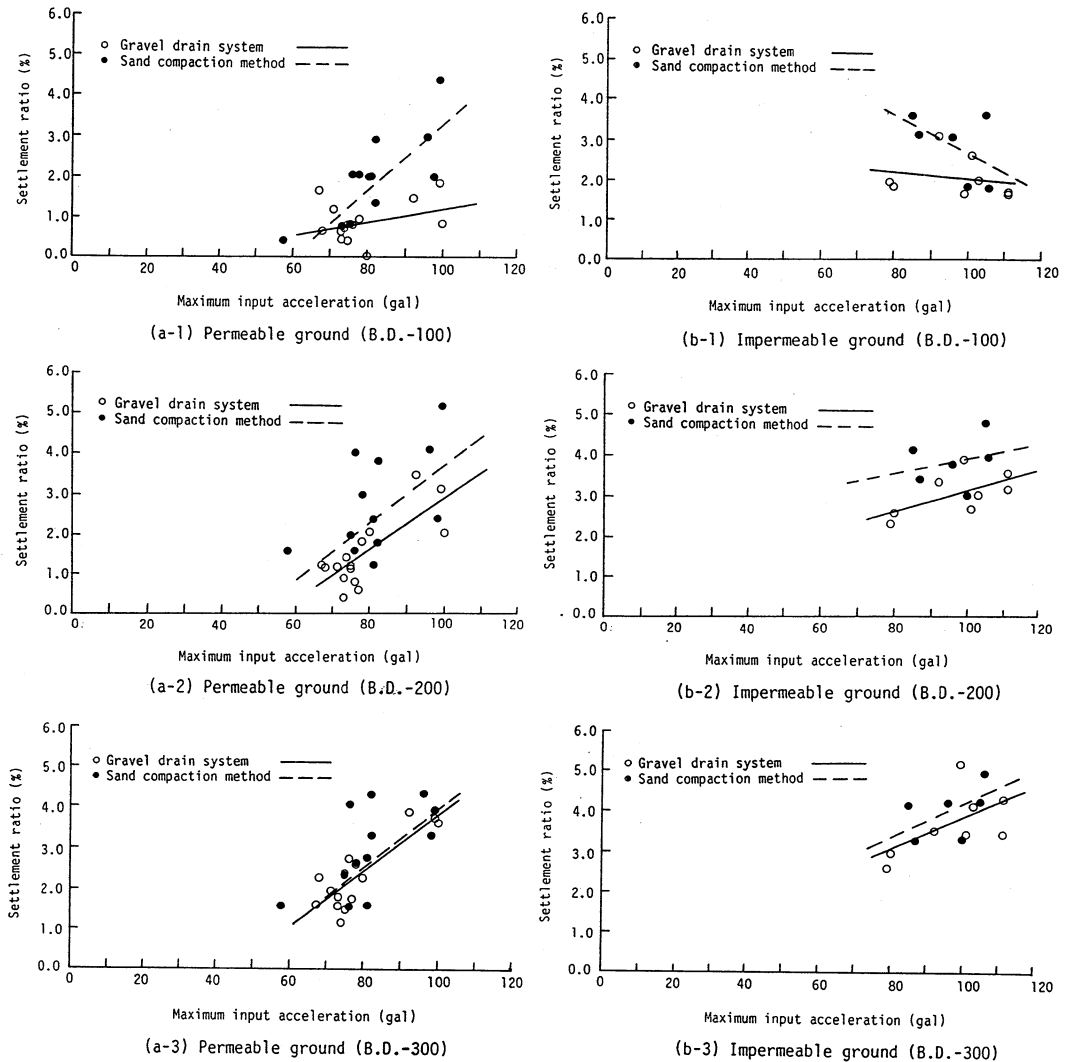 6.0
5.0
4.0
3.0
2.0
1.0
0.0
Settlement ratio (%)
Gravel drain system
Sand compaction method
0 20 40 60 80 100 120
Maximum input acceleration (gal)
(a-1) Permeable ground (B.D.-100)
6.0
5.0
4.0
3.0
2.0
1.0
0.0
Settlement ratio (%)
Gravel drain system
Sand compaction method
0 20 40 60 80 100 120
Maximum input acceleration (gal)
(b-1) Impermeable ground (B.D.-100)
6.0
5.0
4.0
3.0
2.0
1.0
0.0
Settlement ratio (%)
Gravel drain system
Sand compaction method
0 20 40 60 80 100 120
Maximum input acceleration (gal)
(a-2) Permeable ground (B.D.-200)
6.0
5.0
4.0
3.0
2.0
1.0
0.0
Settlement ratio (%)
Gravel drain system
Sand compaction method
0 20 40 60 80 100 120
Maximum input acceleration (gal)
(b-2) Impermeable ground (B.D.-200)
6.0
5.0
4.0
3.0
2.0
1.0
0.0
Settlement ratio (%)
Gravel drain system
Sand compaction method
0 20 40 60 80 100 120
Maximum input acceleration (gal)
(a-3) Permeable ground (B.D.-300)
6.0
5.0
4.0
3.0
2.0
1.0
0.0
Settlement ratio (%)
Gravel drain system
Sand compaction method
0 20 40 60 80 100 120
Maximum input acceleration (gal)
(b-3) Impermeable ground (B.D.-300)